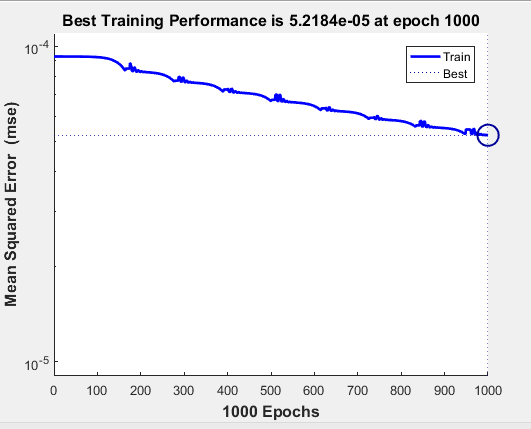 Best Training Performance is 5.2184e-05 at epoch 1000
Train
Best
Mean Squared Error (mse)
10-4
10-5
0 100 200 300 400 500 600 700 800 900 1000
1000 Epochs